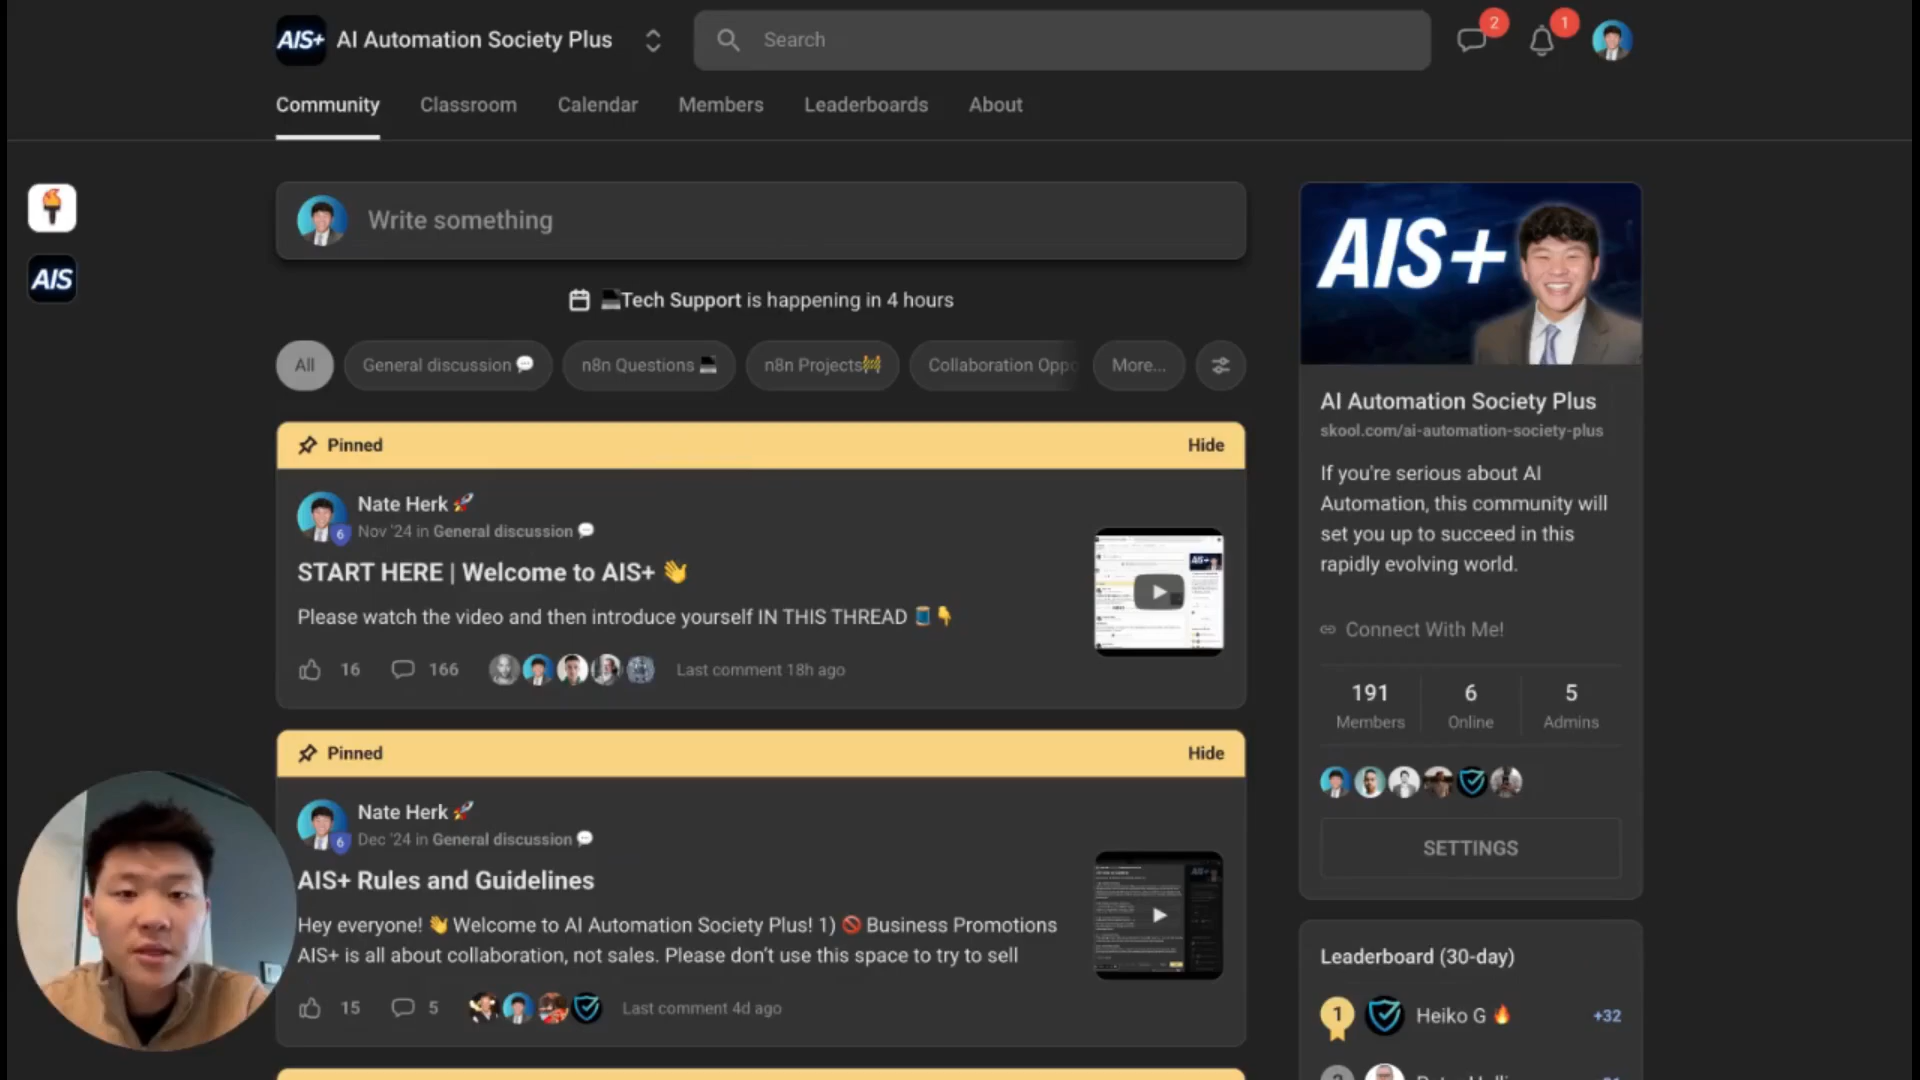 AIS+ AI Automation Society Plus
Search
2
1
Community Classroom Calendar Members Leaderboards About
AIS
Write something
Tech Support is happening in 4 hours
All General discussion 💬 n8n Questions n8n Projects🚧 Collaboration Oppo More...
Pinned Hide
Nate Herk 🚀
6 Nov '24 in General discussion 💬
START HERE | Welcome to AIS+ 👋
Please watch the video and then introduce yourself IN THIS THREAD 🧵👇
16 166 Last comment 18h ago
Pinned Hide
Nate Herk 🚀
6 Dec '24 in General discussion 💬
AIS+ Rules and Guidelines
Hey everyone! 👋 Welcome to AI Automation Society Plus! 1) 🚫 Business Promotions
AIS+ is all about collaboration, not sales. Please don't use this space to try to sell
15 5 Last comment 4d ago
AIS+
AI Automation Society Plus
skool.com/ai-automation-society-plus
If you're serious about AI
Automation, this community will
set you up to succeed in this
rapidly evolving world.
Connect With Me!
191 6 5
Members Online Admins
SETTINGS
Leaderboard (30-day)
1 Heiko G 🔥 +32